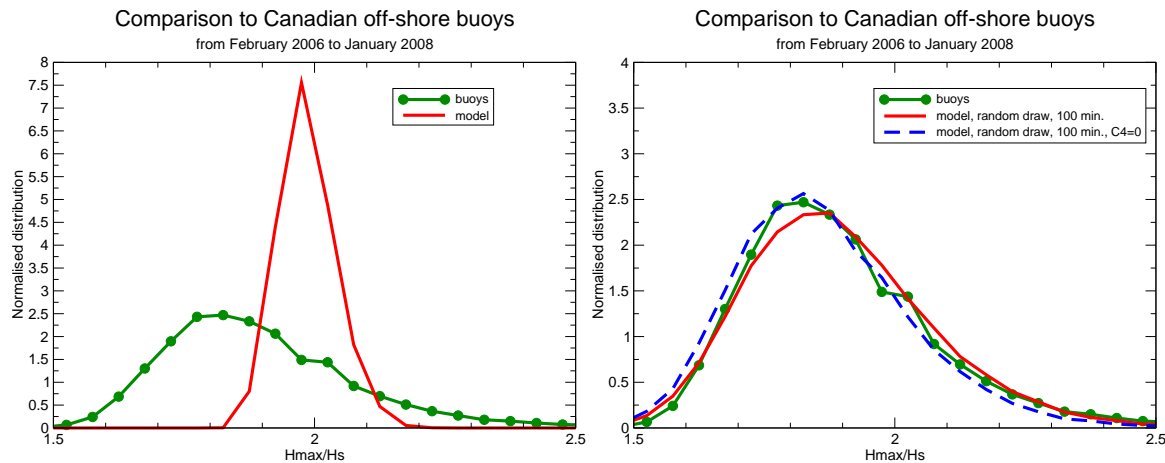 Comparison to Canadian off-shore buoys
from February 2006 to January 2008
8
7.5
7
6.5
6
5.5
5
4.5
4
3.5
3
2.5
2
1.5
1
0.5
0
Normalised distribution
buoys
model
1.5
2
2.5
Hmax/Hs
Comparison to Canadian off-shore buoys
from February 2006 to January 2008
4
3.5
3
2.5
2
1.5
1
0.5
0
Normalised distribution
buoys
model, random draw, 100 min.
model, random draw, 100 min., C4=0
1.5
2
2.5
Hmax/Hs